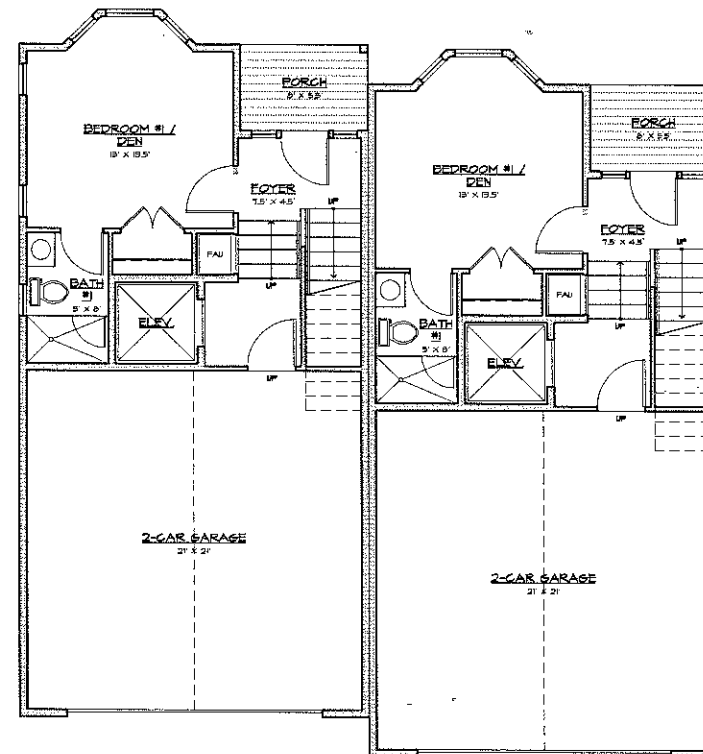 PORCH
BEDROOM #1 /
DEN
13' X 13.5'
FOYER
7.5' X 4.5'
UP
FAU
UP
BATH
#1
5' X 8'
ELEV.
UP
2-CAR GARAGE
21' X 21'
PORCH
BEDROOM #1 /
DEN
13' X 13.5'
FOYER
7.5' X 4.5'
UP
FAU
UP
BATH
#1
5' X 8'
ELEV.
UP
2-CAR GARAGE
21' X 21'